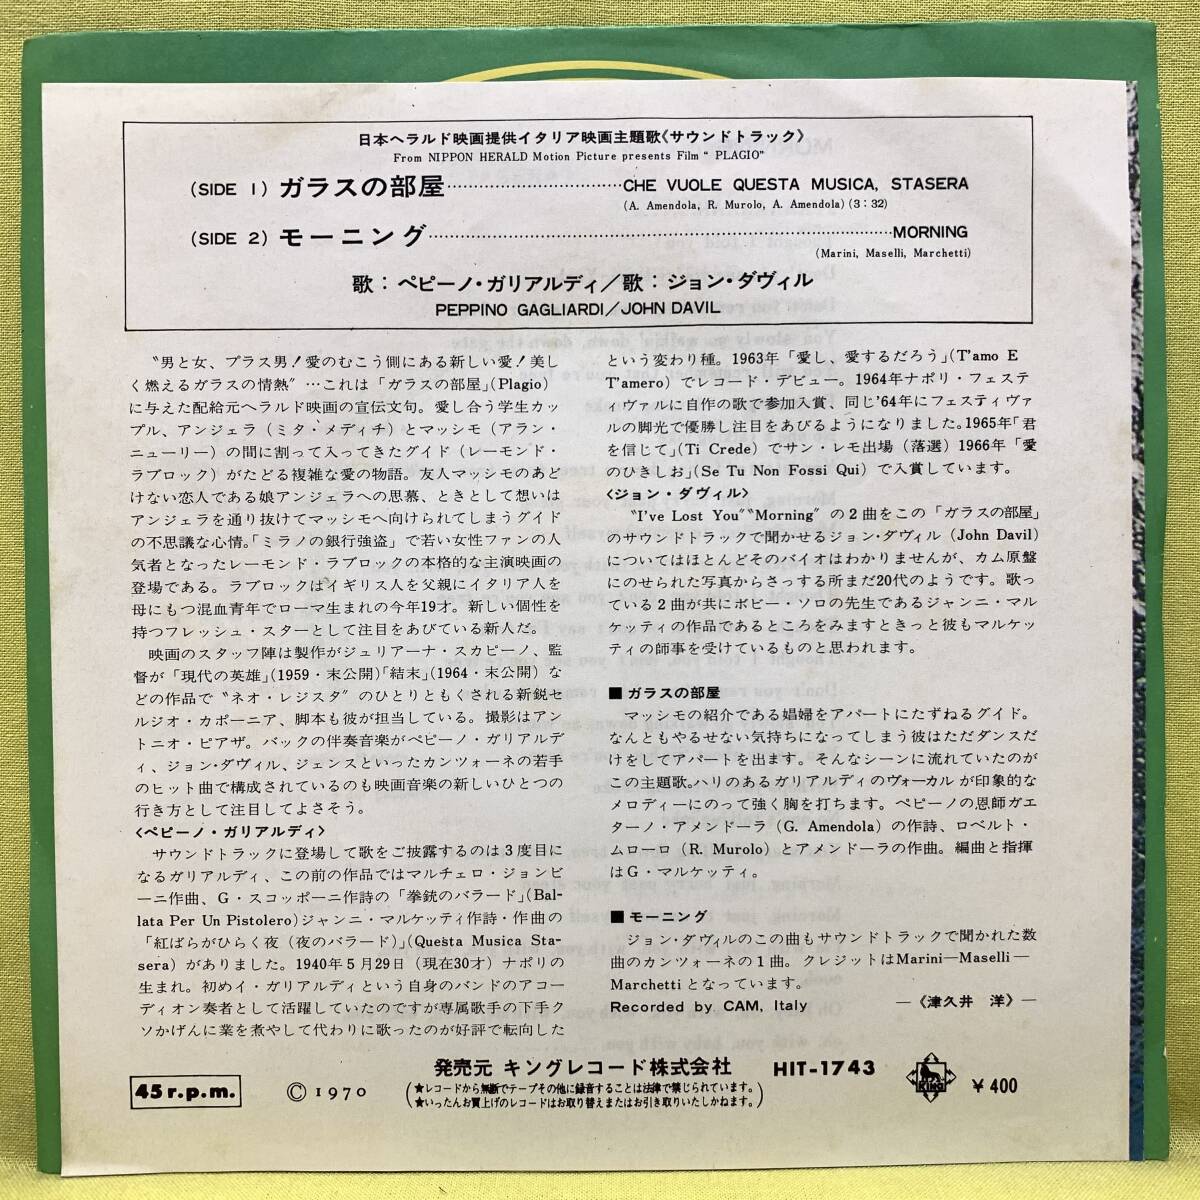 日本ヘラルド映画提供イタリア映画主題歌《サウンドトラック》
From NIPPON HERALD Motion Picture presents Film “ PLAGIO”
(SIDE 1) ガラスの部屋……………………………CHE VUOLE QUESTA MUSICA, STASERA
(A. Amendola, R. Murolo, A. Amendola) (3 : 32)
(SIDE 2) モーニング……………………………………………………………MORNING
(Marini, Maselli, Marchetti)
歌：ペピーノ・ガリアルディ／歌：ジョン・ダヴィル
PEPPINO GAGLIARDI／JOHN DAVIL
〝男と女、プラス男！愛のむこう側にある新しい愛！美し
く燃えるガラスの情熱〞…これは「ガラスの部屋」(Plagio)
に与えた配給元ヘラルド映画の宣伝文句。愛し合う学生カッ
プル、アンジェラ（ミタ・メディチ）とマッシモ（アラン・
ニューリー）の間に割って入ってきたグイド（レーモンド・
ラブロック）がたどる複雑な愛の物語。友人マッシモのあど
けない恋人である娘アンジェラへの思慕、ときとして想いは
アンジェラを通り抜けてマッシモへ向けられてしまうグイド
の不思議な心情。「ミラノの銀行強盗」で若い女性ファンの人
気者となったレーモンド・ラブロックの本格的な主演映画の
登場である。ラブロックはイギリス人を父親にイタリア人を
母にもつ混血青年でローマ生まれの今年19才。新しい個性を
持つフレッシュ・スターとして注目をあびている新人だ。
映画のスタッフ陣は製作がジュリアーナ・スカピーノ、監
督が「現代の英雄」(1959・末公開)「結末」(1964・末公開) な
どの作品で〝ネオ・レジスタ〞のひとりともくされる新鋭セ
ルジオ・カポーニア、脚本も彼が担当している。撮影はアン
トニオ・ピアザ。バックの伴奏音楽がペピーノ・ガリアルデ
ィ、ジョン・ダヴィル、ジェンスといったカンツォーネの若手
のヒット曲で構成されているのも映画音楽の新しいひとつの
行き方として注目してよさそう。
〈ペピーノ・ガリアルディ〉
サウンドトラックに登場して歌をご披露するのは３度目に
なるガリアルディ、この前の作品ではマルチェロ・ジョンビ
ーニ作曲、G・スコッポーニ作詩の「拳銃のバラード」(Bal-
lata Per Un Pistolero)ジャンニ・マルケッティ作詩・作曲の
「紅ばらがひらく夜（夜のバラード）」(Questa Musica Sta-
sera) がありました。1940年５月29日（現在30才）ナポリの
生まれ。初めイ・ガリアルディという自身のバンドのアコー
ディオン奏者として活躍していたのですが専属歌手の下手ク
ソかげんに業を煮やして代わりに歌ったのが好評で転向した
という変わり種。1963年「愛し、愛するだろう」(T'amo E
T'amero) でレコード・デビュー。1964年ナポリ・フェステ
ィヴァルに自作の歌で参加入賞、同じ'64年にフェスティヴァ
ルの脚光で優勝し注目をあびるようになりました。1965年「君
を信じて」(Ti Crede) でサン・レモ出場（落選）1966年「愛
のひきしお」(Se Tu Non Fossi Qui) で入賞しています。
〈ジョン・ダヴィル〉
〝I've Lost You〞〝Morning〞の２曲をこの「ガラスの部屋」
のサウンドトラックで聞かせるジョン・ダヴィル (John Davil)
についてはほとんどそのバイオはわかりませんが、カム原盤
にのせられた写真からさっする所まだ20代のようです。歌っ
ている２曲が共にボビー・ソロの先生であるジャンニ・マル
ケッティの作品であるところをみますときっと彼もマルケッ
ティの師事を受けているものと思われます。
■ガラスの部屋
マッシモの紹介である娼婦をアパートにたずねるグイド。
なんともやるせない気持ちになってしまう彼はただダンスだ
けをしてアパートを出ます。そんなシーンに流れていたのが
この主題歌。ハリのあるガリアルディのヴォーカルが印象的な
メロディーにのって強く胸を打ちます。ペピーノの恩師ガエ
ターノ・アメンドーラ (G. Amendola) の作詩、ロベルト・
ムローロ (R. Murolo) とアメンドーラの作曲。編曲と指揮
はG・マルケッティ。
■モーニング
ジョン・ダヴィルのこの曲もサウンドトラックで聞かれた数
曲のカンツォーネの１曲。クレジットはMarini—Maselli—
Marchettiとなっています。
Recorded by CAM, Italy　—《津久井 洋》—
発売元 キングレコード株式会社 HIT-1743
45 r.p.m. © 1970
(★レコードから無断でテープその他に録音することは法律で禁じられています。
★いったんお買上げのレコードはお取り替えまたはお引き取りいたしかねます。)
KING ￥400